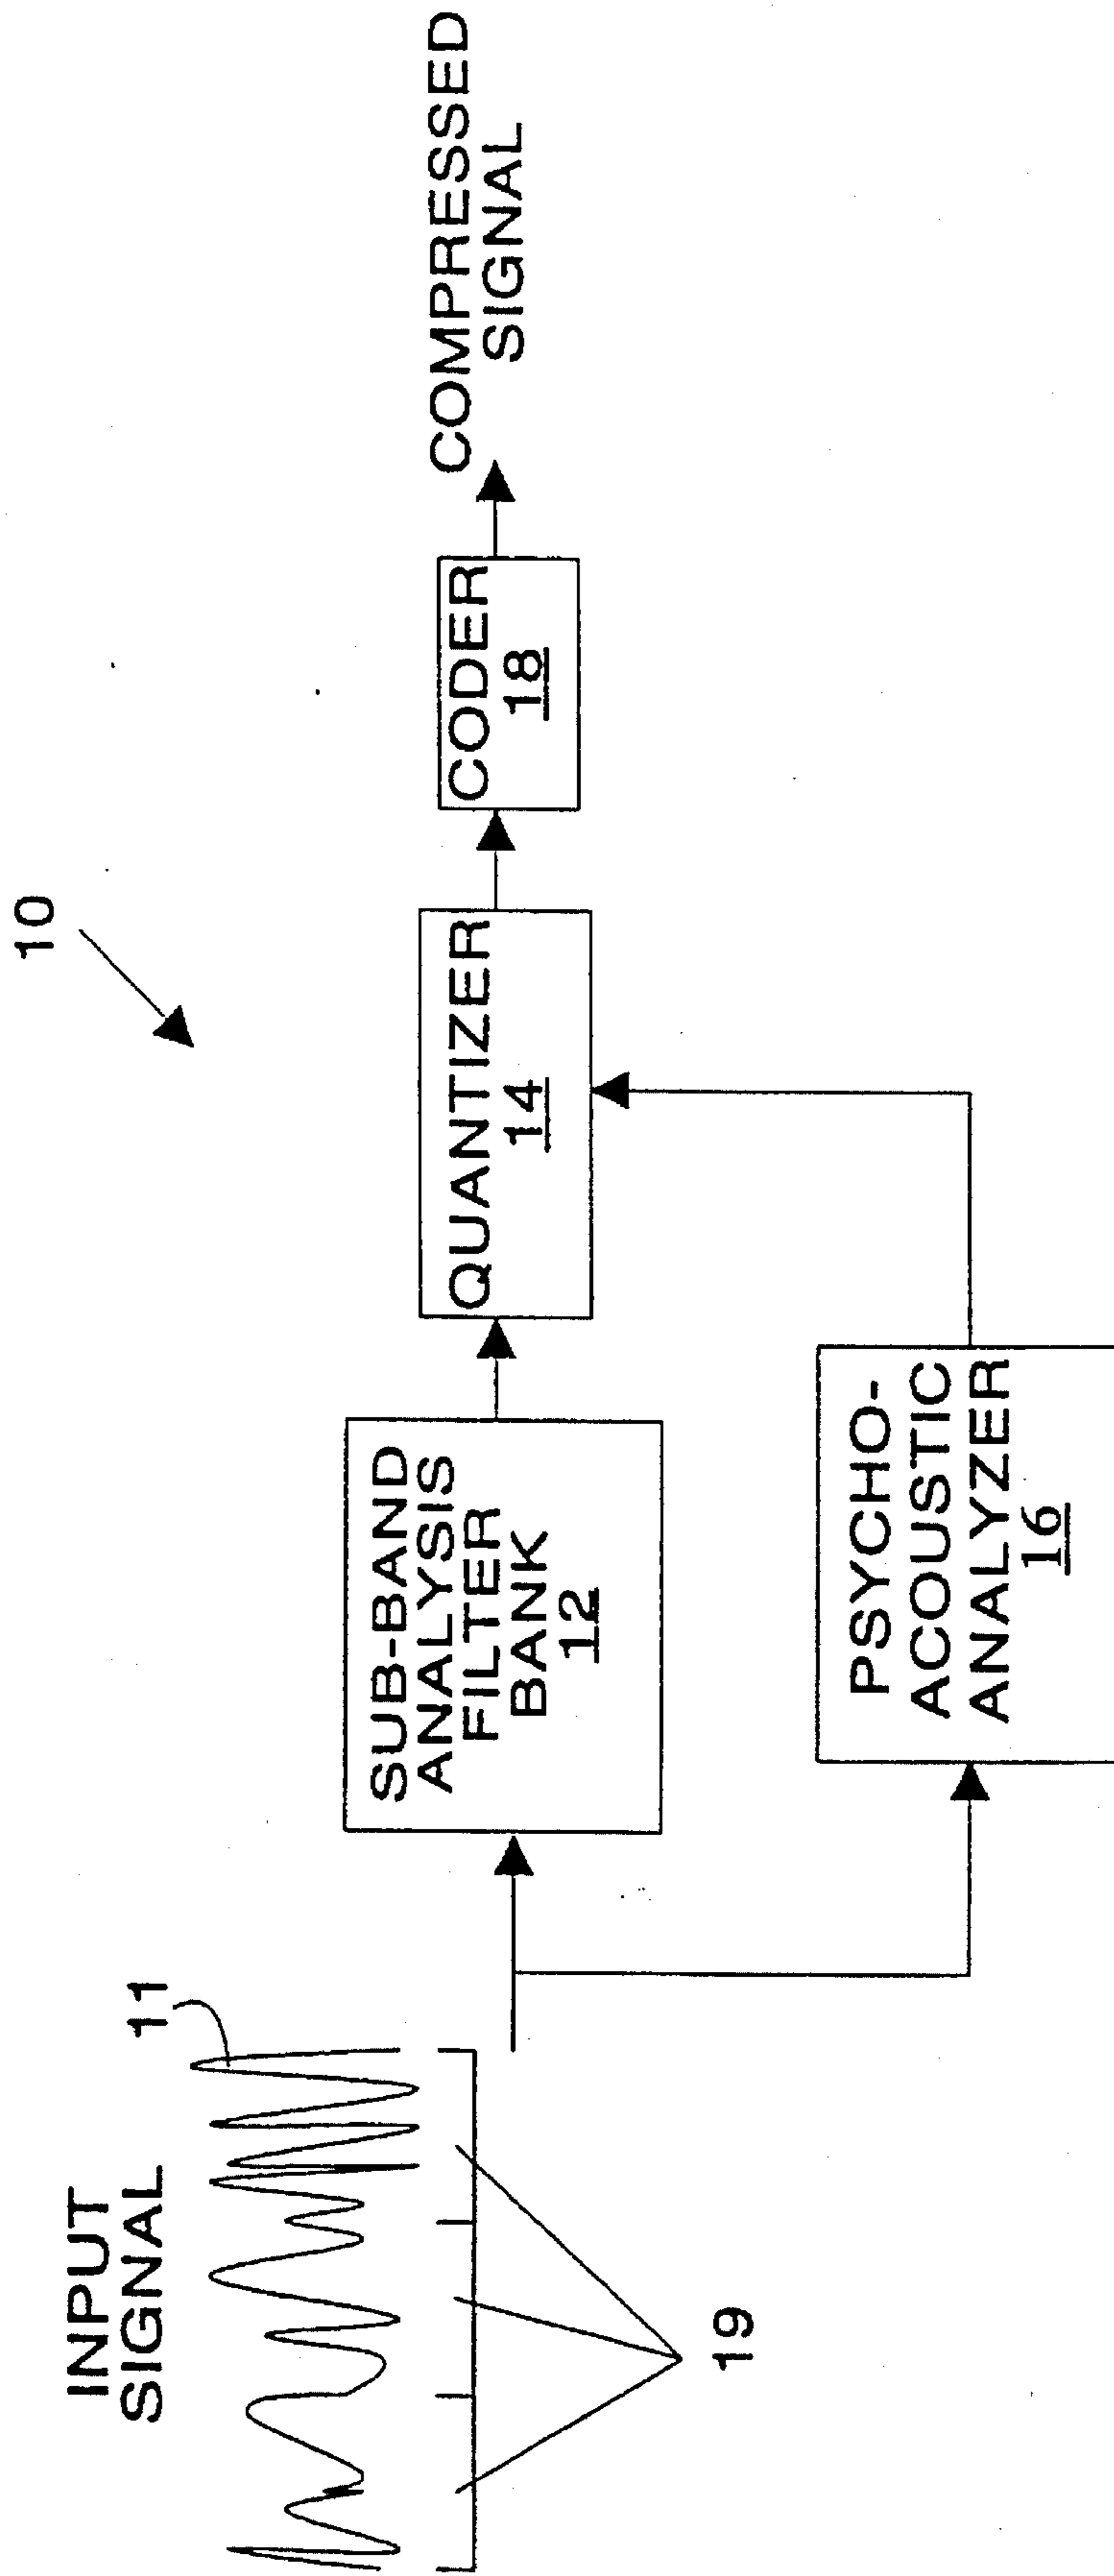 10
INPUT
SIGNAL
11
19
SUB-BAND
ANALYSIS
FILTER
BANK
12
QUANTIZER
14
CODER
18
COMPRESSED
SIGNAL
PSYCHO-
ACOUSTIC
ANALYZER
16